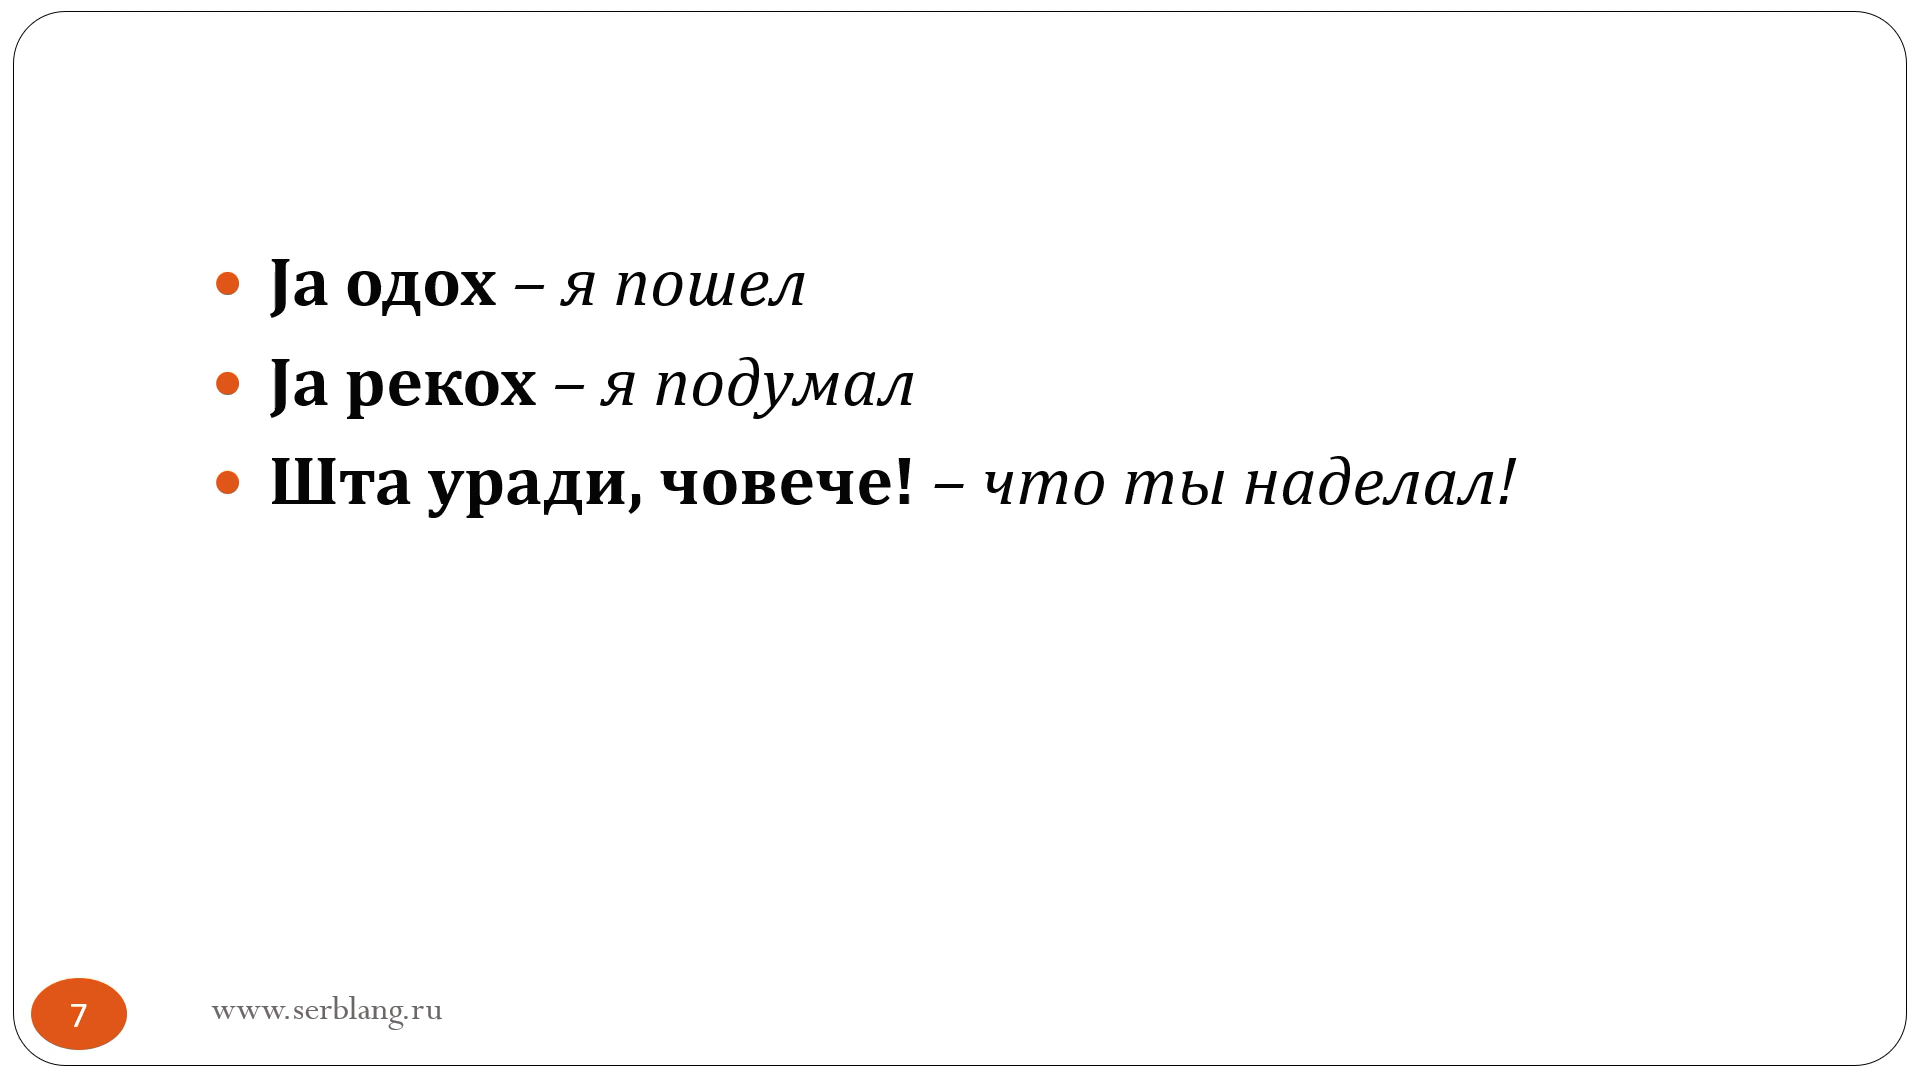 Ја одох – я пошел
Ја рекох – я подумал
Шта уради, човече! – что ты наделал!
7
www.serblang.ru